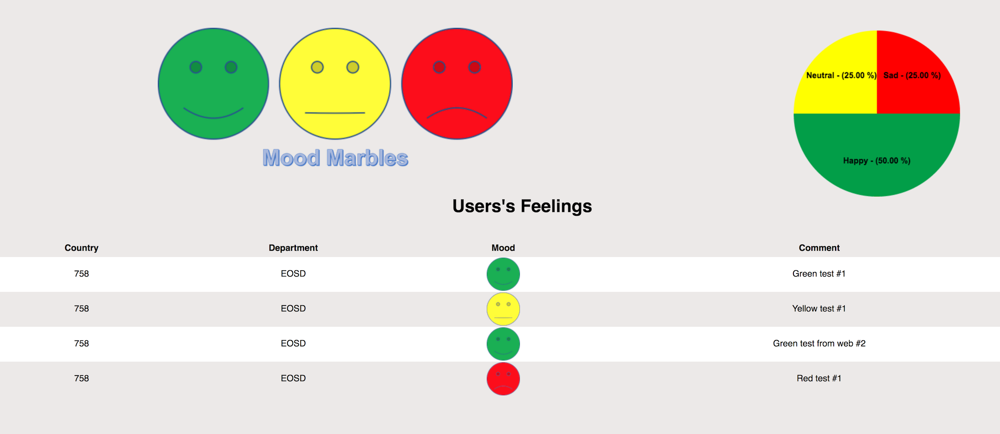 Neutral - (25.00 %) Sad - (25.00 %)
Happy - (50.00 %)
Mood Marbles
Users's Feelings
Country Department Mood Comment
758 EOSD Green test #1
758 EOSD Yellow test #1
758 EOSD Green test from web #2
758 EOSD Red test #1